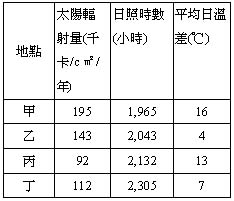 地點 太陽輻射量(千卡/c㎡/年) 日照時數(小時) 平均日溫差(℃)
甲 195 1,965 16
乙 143 2,043 4
丙 92 2,132 13
丁 112 2,305 7